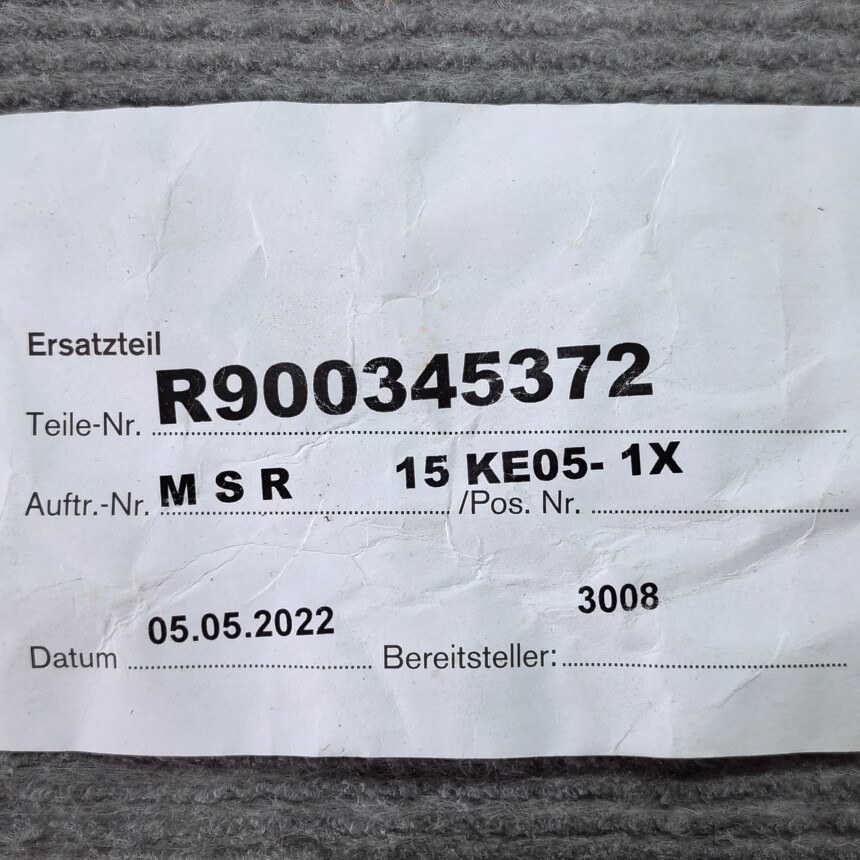 Ersatzteil
Teile-Nr. R900345372
Auftr.-Nr. M S R 15 KE05- 1X /Pos. Nr.
Datum 05.05.2022 Bereitsteller: 3008